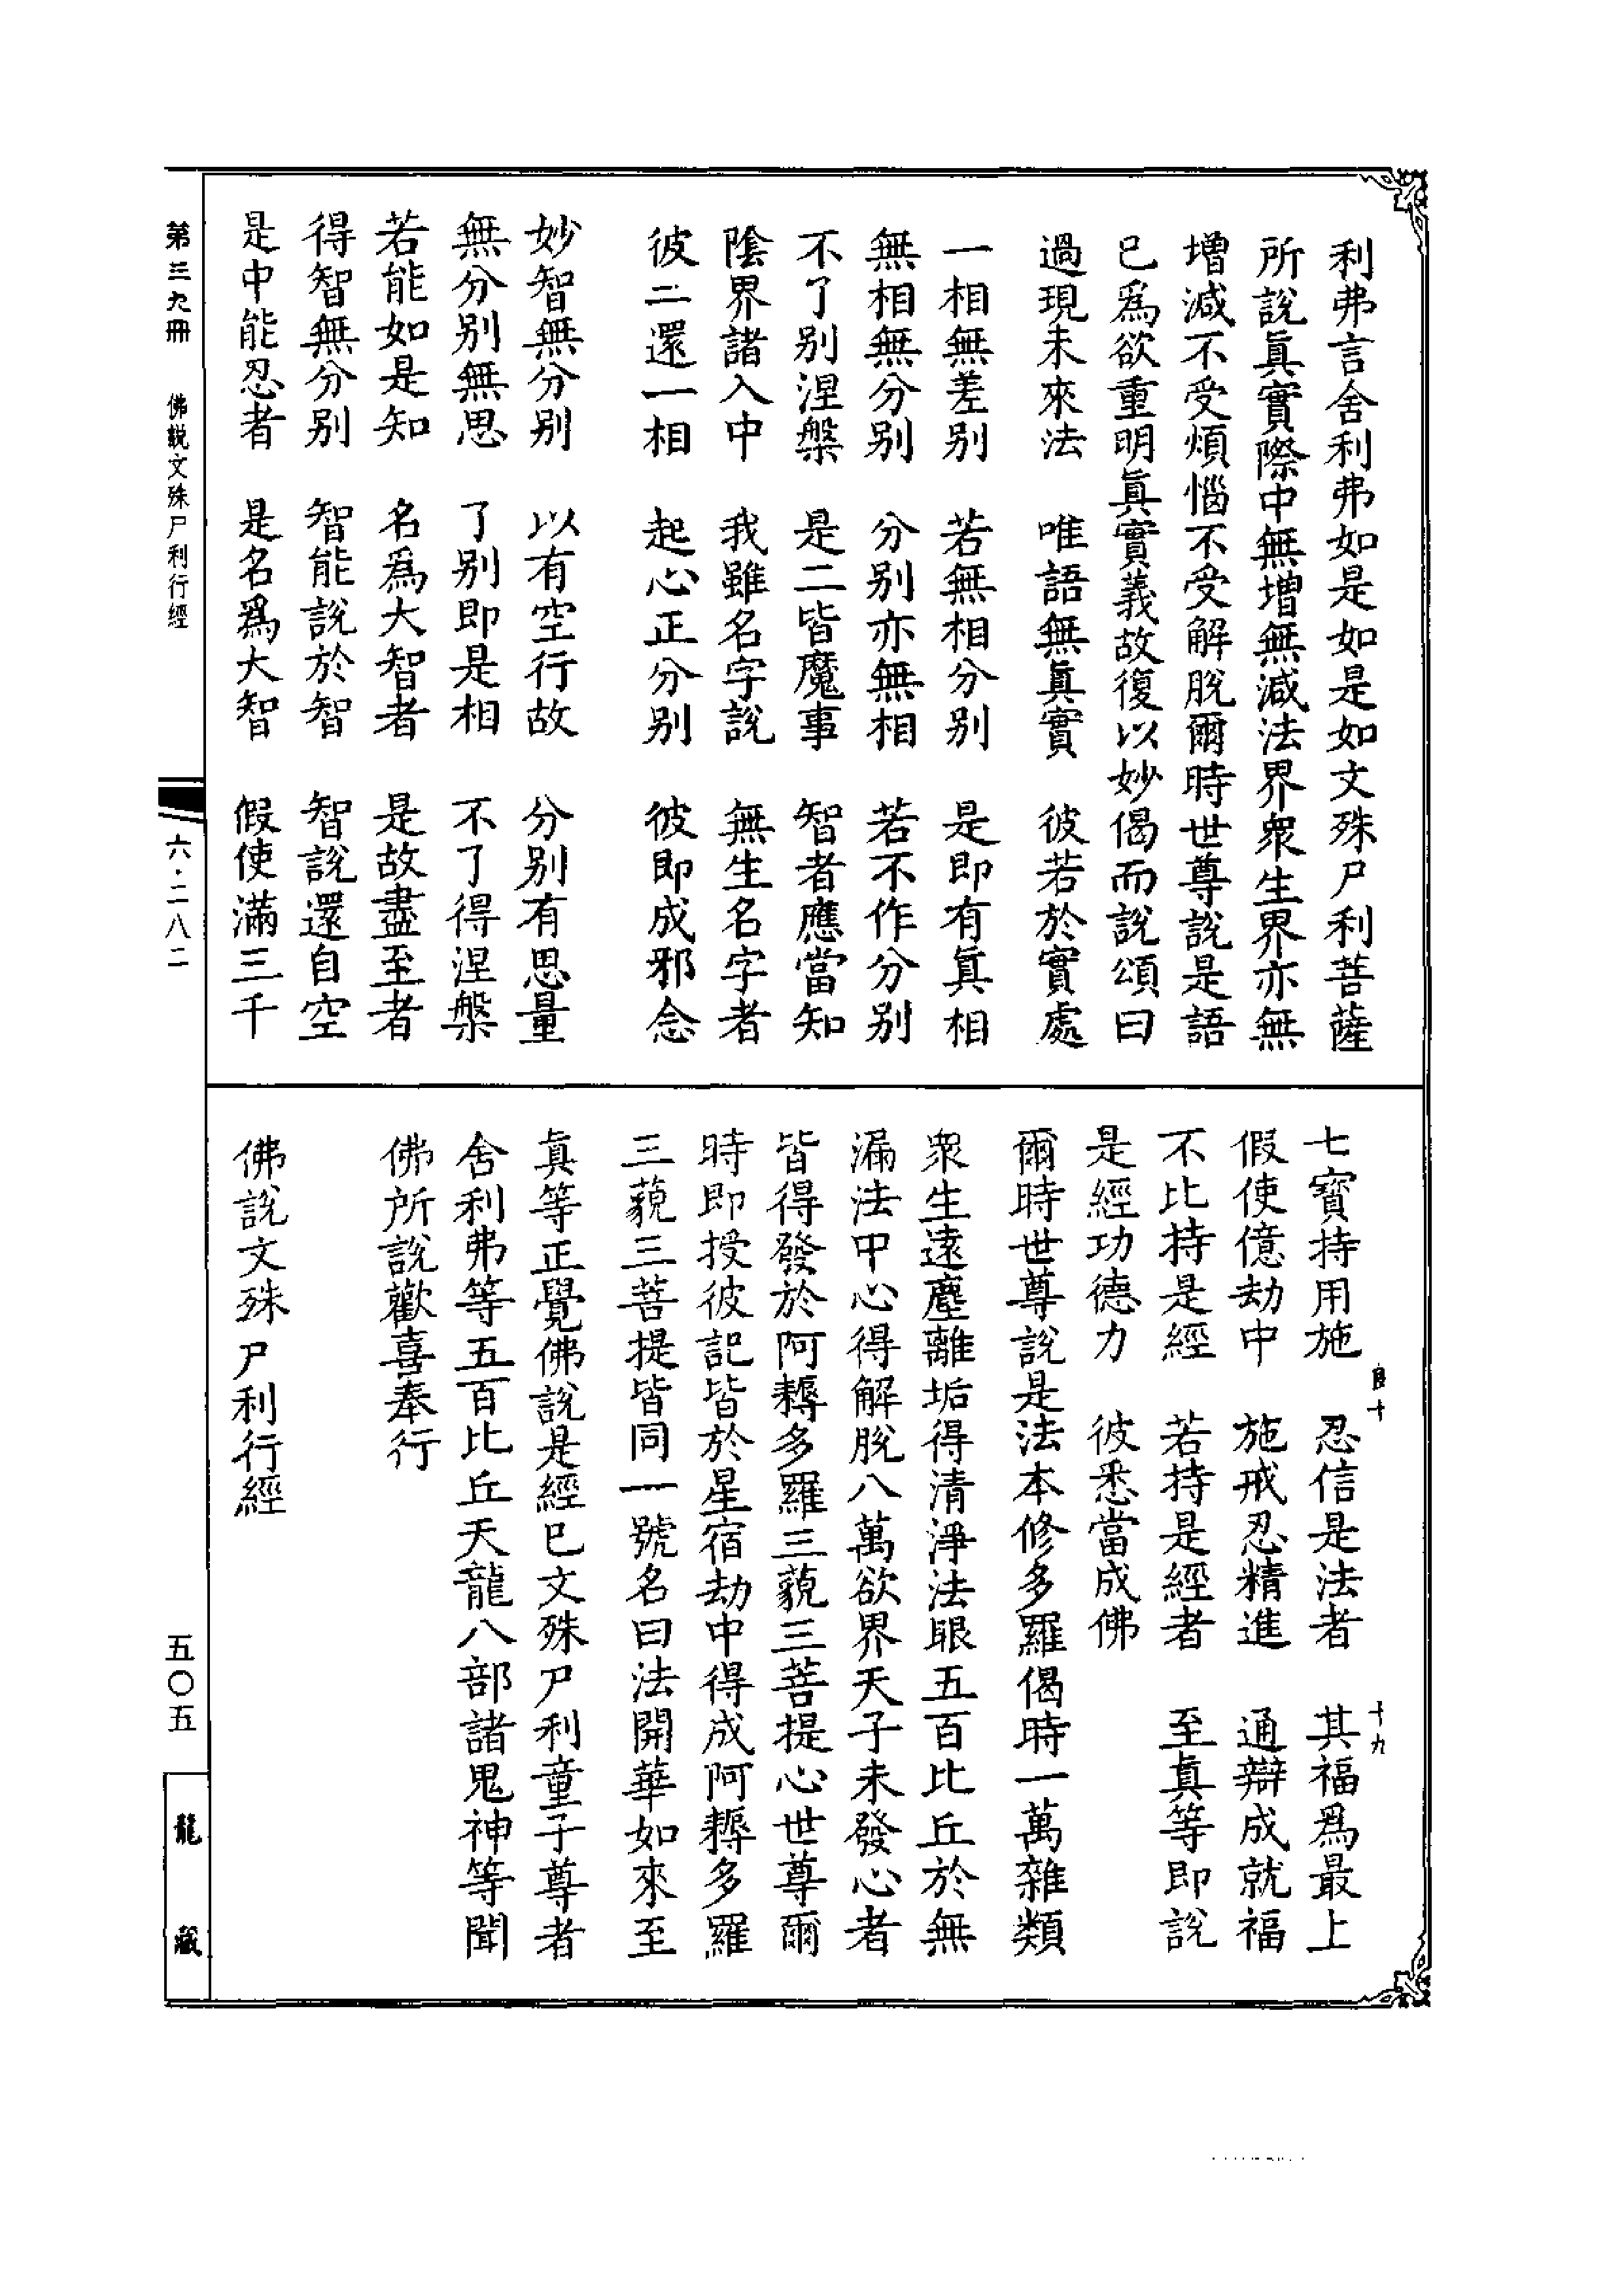 利弗言舍利弗如是如是如文殊尸利菩薩
所說真實際中無增無減法界眾生界亦無
增減不受煩惱不受解脫爾時世尊說是語
已為欲重明真實義故復以妙偈而說頌曰
過現未來法　唯語無真實　彼若於實處
一相無差別　若無相分別　是即有真相
無相無分別　分別亦無相　若不作分別
不了別涅槃　是二皆魔事　智者應當知
陰界諸入中　我雖名字說　無生名字者
彼二還一相　起心正分別　彼即成邪念
妙智無分別　以有空行故　分別有思量
無分別無思　了別即是相　不了得涅槃
若能如是知　名為大智者　是故盡至者
得智無分別　智能說於智　智說還自空
是中能忍者　是名為大智　假使滿三千
七寶持用施　忍信是法者　其福為最上
假使億劫中　施戒忍精進　通辯成就福
不比持是經　若持是經者　至真等即說
是經功德力　彼悉當成佛
爾時世尊說是法本修多羅偈時一萬雜類
眾生遠塵離垢得清淨法眼五百比丘於無
漏法中心得解脫八萬欲界天子未發心者
皆得發於阿耨多羅三藐三菩提心世尊爾
時即授彼記皆於星宿劫中得成阿耨多羅
三藐三菩提皆同一號名曰法開華如來至
真等正覺佛說是經已文殊尸利童子尊者
舍利弗等五百比丘天龍八部諸鬼神等聞
佛所說歡喜奉行
佛說文殊尸利行經
良十
十九
第三九冊　佛說文殊尸利行經
六·二八二
五〇五
龍藏